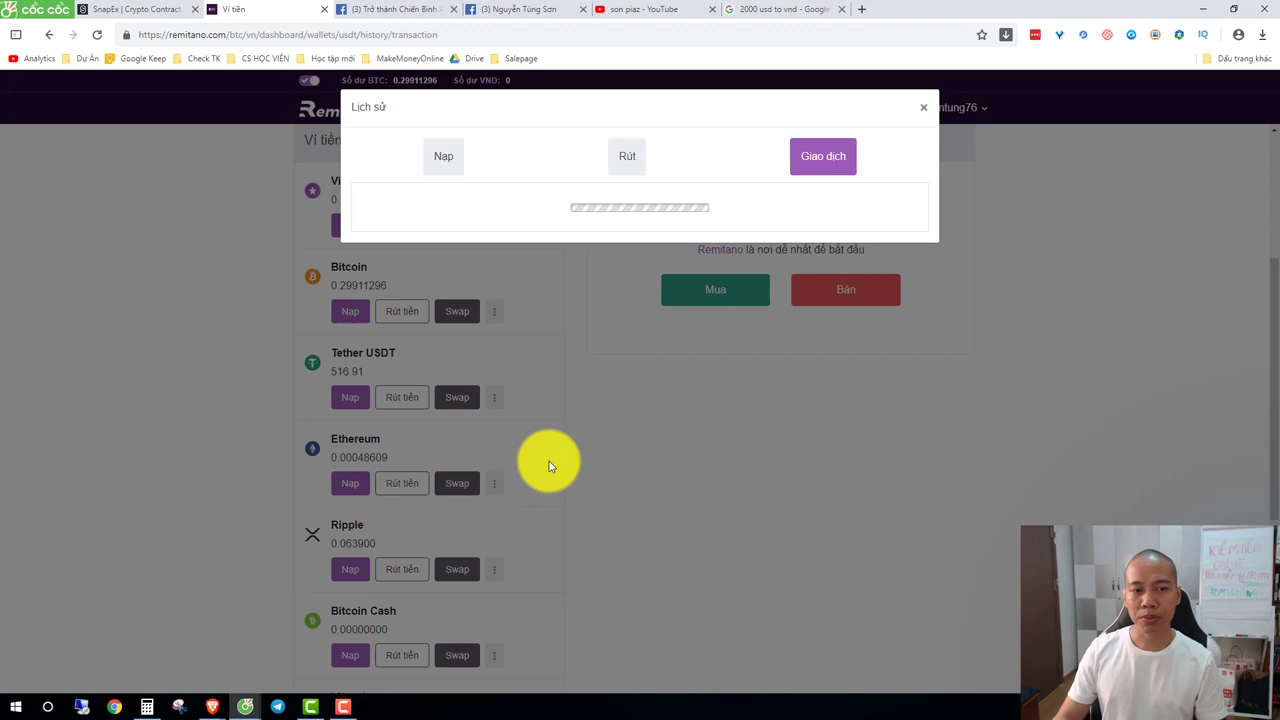 CỐC CỐC
SnapEx | Crypto Contract
Ví tiền
(3) Trở thành Chiến Binh A
(3) Nguyễn Tùng Sơn
son piaz - YouTube
2000 usd to vnd - Google
https://remitano.com/btc/vn/dashboard/wallets/usdt/history/transaction
Analytics
Dự Án
Google Keep
Check TK
CS HỌC VIÊN
Học tập mới
MakeMoneyOnline
Drive
Salepage
Dấu trang khác
Số dư BTC: 0.29911296 Số dư VND: 0
Lịch sử
×
ntung76
Nạp
Rút
Giao dịch
Remitano là nơi dễ nhất để bắt đầu
Mua
Bán
Bitcoin
0.29911296
Nạp
Rút tiền
Swap
Tether USDT
516.91
Nạp
Rút tiền
Swap
Ethereum
0.00048609
Nạp
Rút tiền
Swap
Ripple
0.063900
Nạp
Rút tiền
Swap
Bitcoin Cash
0.00000000
Nạp
Rút tiền
Swap
KIẾM TIỀN
ONLINE